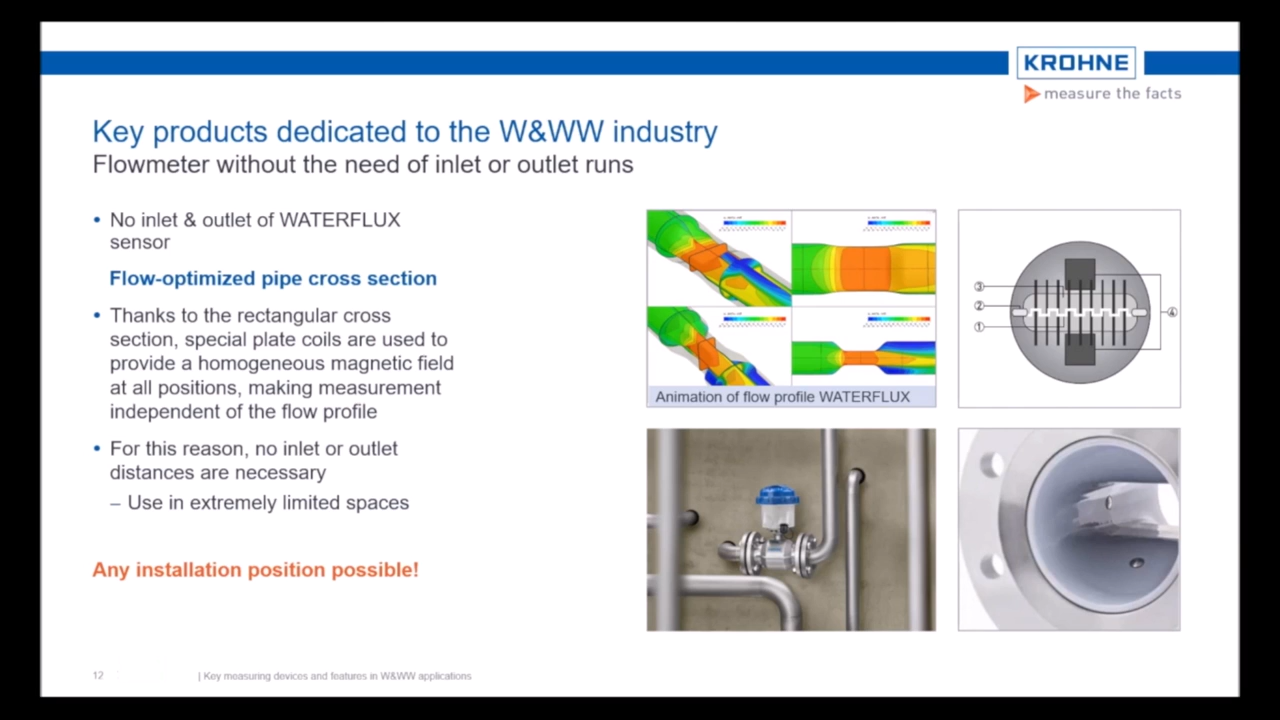 KROHNE
measure the facts
Key products dedicated to the W&WW industry
Flowmeter without the need of inlet or outlet runs
• No inlet & outlet of WATERFLUX
sensor
Flow-optimized pipe cross section
• Thanks to the rectangular cross
section, special plate coils are used to
provide a homogeneous magnetic field
at all positions, making measurement
independent of the flow profile
• For this reason, no inlet or outlet
distances are necessary
– Use in extremely limited spaces
Any installation position possible!
Animation of flow profile WATERFLUX
③
②
①
④
12
| Key measuring devices and features in W&WW applications